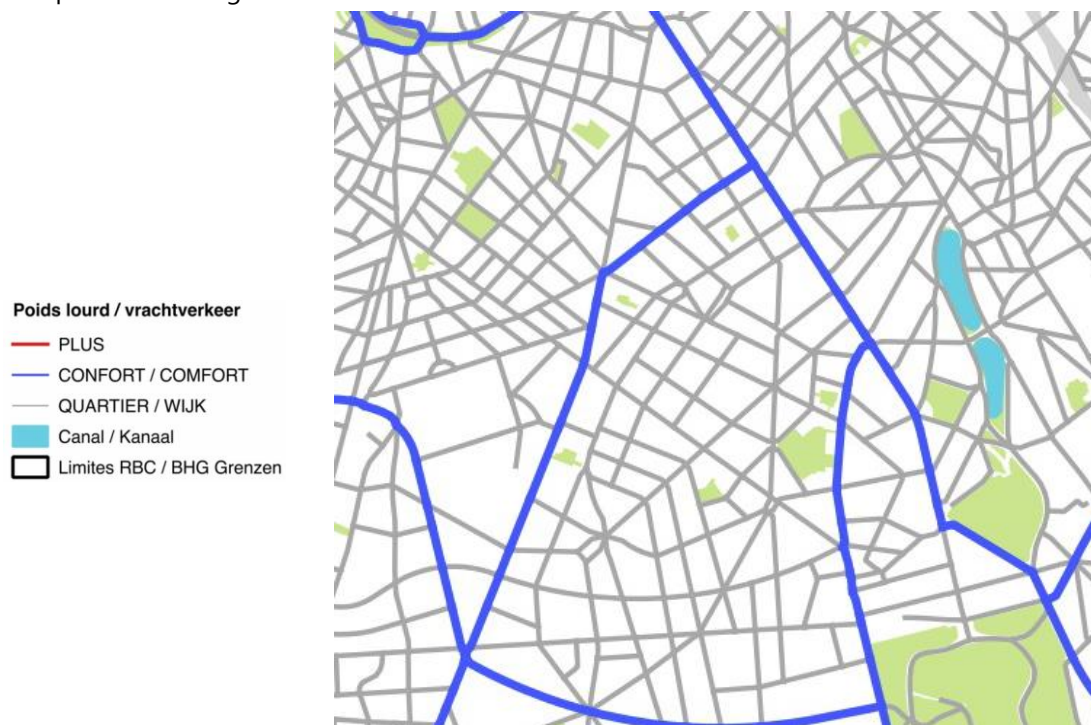 Poids lourd / vrachtverkeer
PLUS
CONFORT / COMFORT
QUARTIER / WIJK
Canal / Kanaal
Limites RBC / BHG Grenzen